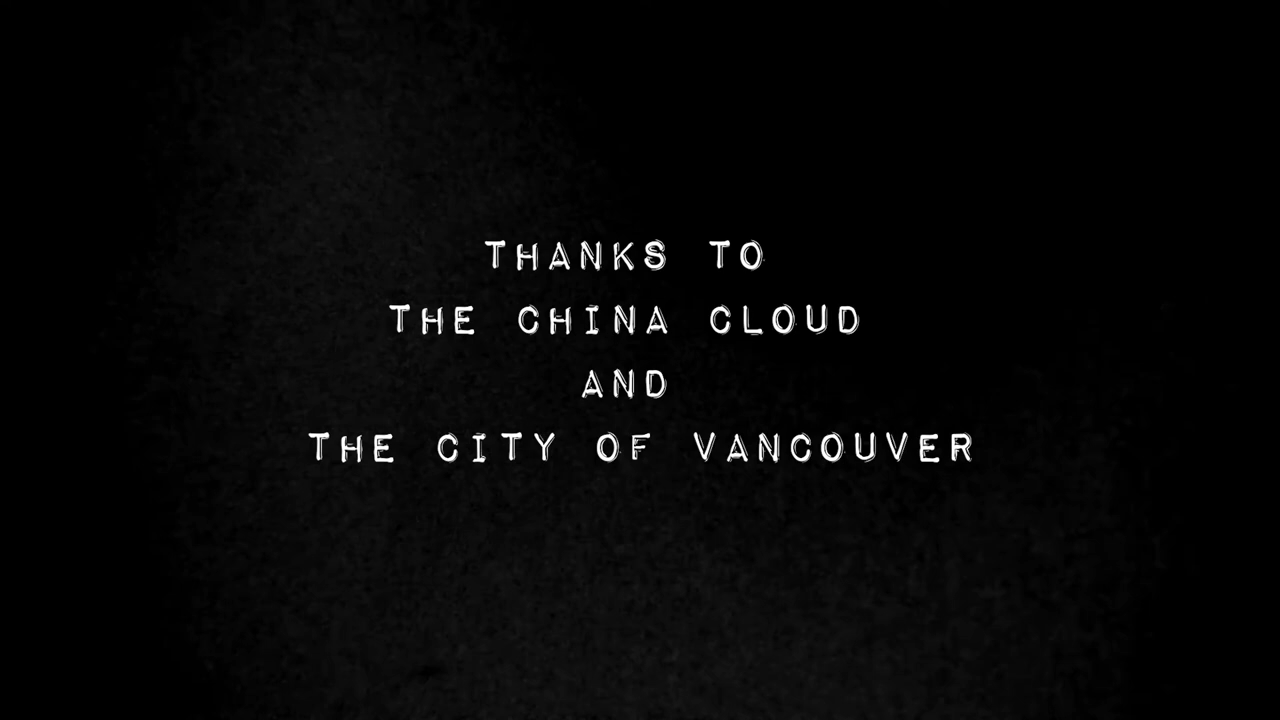 THANKS TO
THE CHINA CLOUD
AND
THE CITY OF VANCOUVER